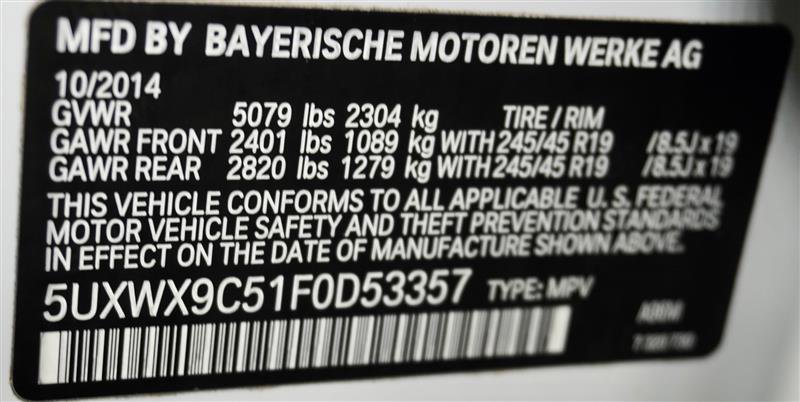 MFD BY BAYERISCHE MOTOREN WERKE AG
10/2014
GVWR 5079 lbs 2304 kg TIRE / RIM
GAWR FRONT 2401 lbs 1089 kg WITH 245/45 R19 /8.5J x 19
GAWR REAR 2820 lbs 1279 kg WITH 245/45 R19 /8.5J x 19
THIS VEHICLE CONFORMS TO ALL APPLICABLE U. S. FEDERAL
MOTOR VEHICLE SAFETY AND THEFT PREVENTION STANDARDS
IN EFFECT ON THE DATE OF MANUFACTURE SHOWN ABOVE.
5UXWX9C51F0D53357 TYPE: MPV